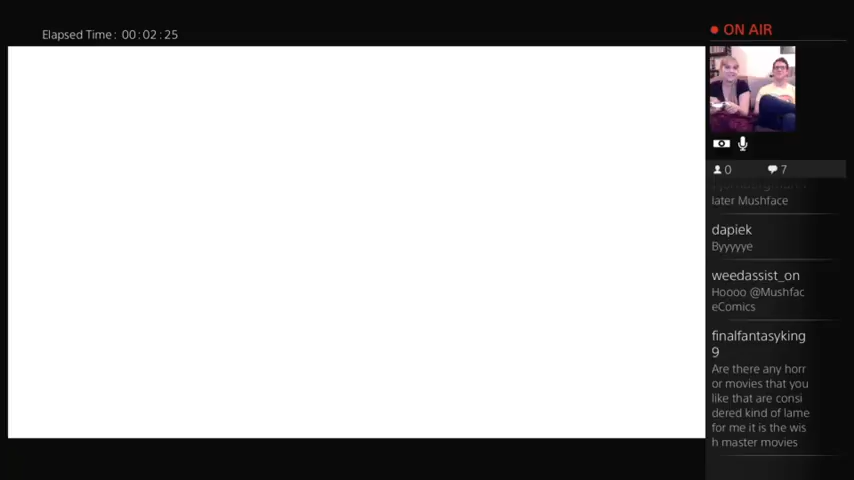 Elapsed Time: 00:02:25
ON AIR
0 7
later Mushface
dapiek
Byyyyye
weedassist_on
Hoooo @Mushfac
eComics
finalfantasyking
9
Are there any horr
or movies that you
like that are consi
dered kind of lame
for me it is the wis
h master movies